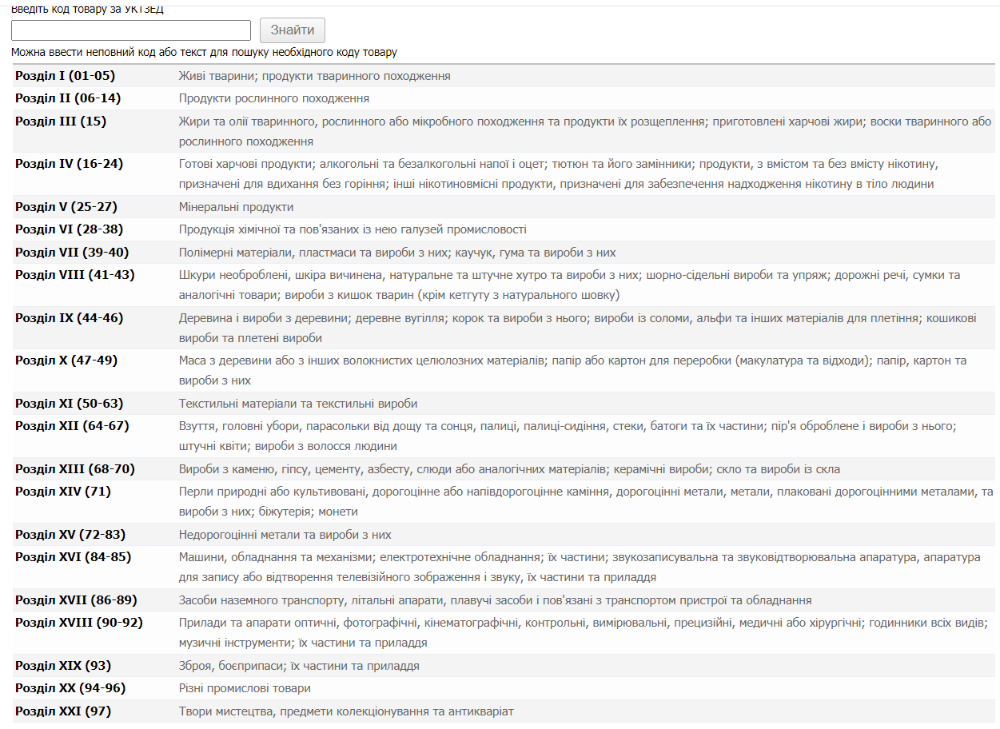 Введіть код товару за УКТЗЕД
Знайти
Можна ввести неповний код або текст для пошуку необхідного коду товару
Розділ I (01-05) Живі тварини; продукти тваринного походження
Розділ II (06-14) Продукти рослинного походження
Розділ III (15) Жири та олії тваринного, рослинного або мікробного походження та продукти їх розщеплення; приготовлені харчові жири; воски тваринного або
рослинного походження
Розділ IV (16-24) Готові харчові продукти; алкогольні та безалкогольні напої і оцет; тютюн та його замінники; продукти, з вмістом та без вмісту нікотину,
призначені для вдихання без горіння; інші нікотиновмісні продукти, призначені для забезпечення надходження нікотину в тіло людини
Розділ V (25-27) Мінеральні продукти
Розділ VI (28-38) Продукція хімічної та пов'язаних із нею галузей промисловості
Розділ VII (39-40) Полімерні матеріали, пластмаси та вироби з них; каучук, гума та вироби з них
Розділ VIII (41-43) Шкури необроблені, шкіра вичинена, натуральне та штучне хутро та вироби з них; шорно-сідельні вироби та упряж; дорожні речі, сумки та
аналогічні товари; вироби з кишок тварин (крім кетгуту з натурального шовку)
Розділ IX (44-46) Деревина і вироби з деревини; деревне вугілля; корок та вироби з нього; вироби із соломи, альфи та інших матеріалів для плетіння; кошикові
вироби та плетені вироби
Розділ X (47-49) Маса з деревини або з інших волокнистих целюлозних матеріалів; папір або картон для переробки (макулатура та відходи); папір, картон та
вироби з них
Розділ XI (50-63) Текстильні матеріали та текстильні вироби
Розділ XII (64-67) Взуття, головні убори, парасольки від дощу та сонця, палиці, палиці-сидіння, стеки, батоги та їх частини; пір'я оброблене і вироби з нього;
штучні квіти; вироби з волосся людини
Розділ XIII (68-70) Вироби з каменю, гіпсу, цементу, азбесту, слюди або аналогічних матеріалів; керамічні вироби; скло та вироби із скла
Розділ XIV (71) Перли природні або культивовані, дорогоцінне або напівдорогоцінне каміння, дорогоцінні метали, метали, плаковані дорогоцінними металами, та
вироби з них; біжутерія; монети
Розділ XV (72-83) Недорогоцінні метали та вироби з них
Розділ XVI (84-85) Машини, обладнання та механізми; електротехнічне обладнання; їх частини; звукозаписувальна та звуковідтворювальна апаратура, апаратура
для запису або відтворення телевізійного зображення і звуку, їх частини та приладдя
Розділ XVII (86-89) Засоби наземного транспорту, літальні апарати, плавучі засоби і пов'язані з транспортом пристрої та обладнання
Розділ XVIII (90-92) Прилади та апарати оптичні, фотографічні, кінематографічні, контрольні, вимірювальні, прецизійні, медичні або хірургічні; годинники всіх видів;
музичні інструменти; їх частини та приладдя
Розділ XIX (93) Зброя, боєприпаси; їх частини та приладдя
Розділ XX (94-96) Різні промислові товари
Розділ XXI (97) Твори мистецтва, предмети колекціонування та антикваріат